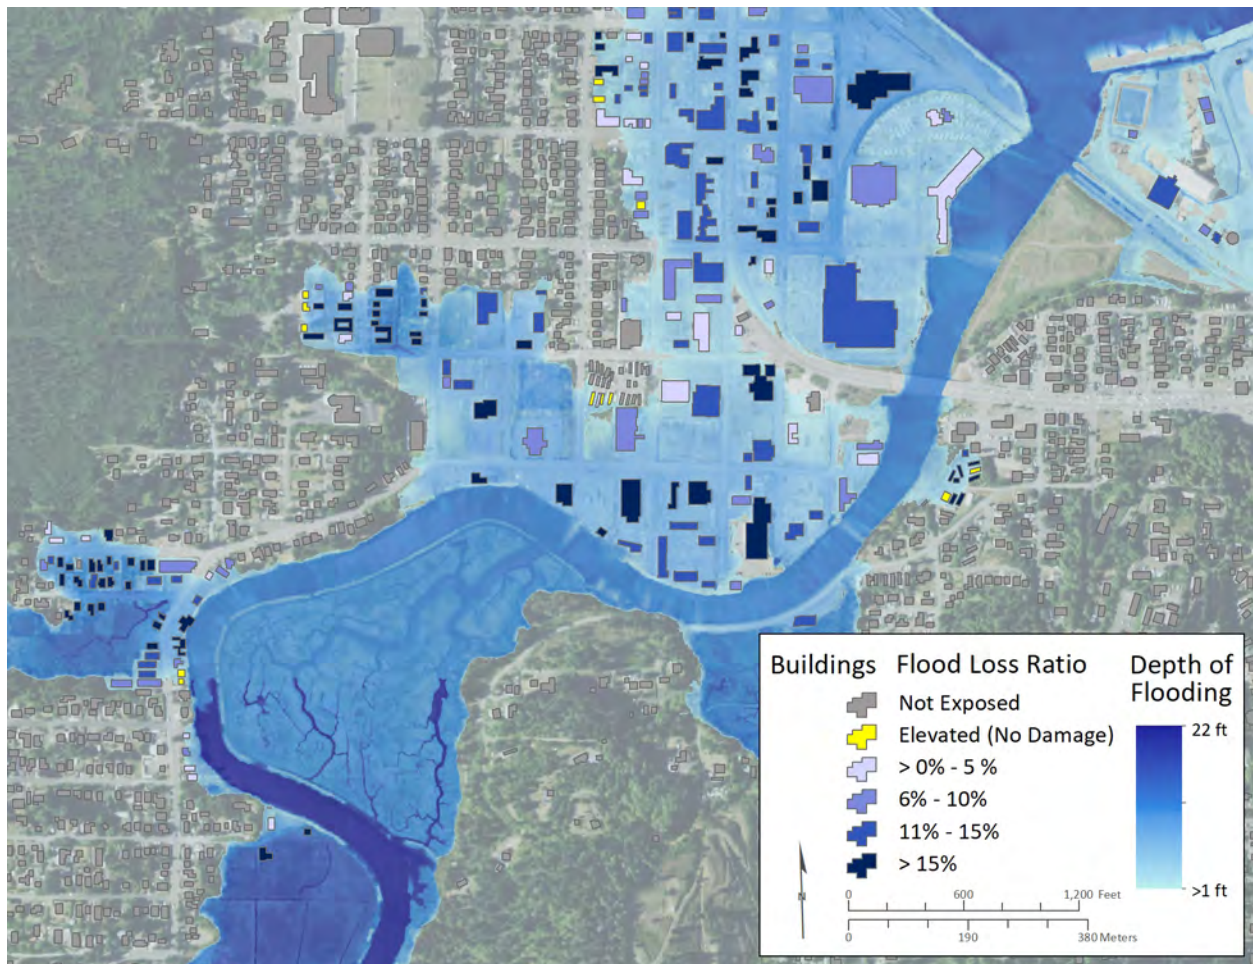 Buildings Flood Loss Ratio Depth of
Flooding
Not Exposed
22 ft
Elevated (No Damage)
> 0% - 5 %
6% - 10%
11% - 15%
> 15%
>1 ft
N
0 600 1,200 Feet
0 190 380 Meters